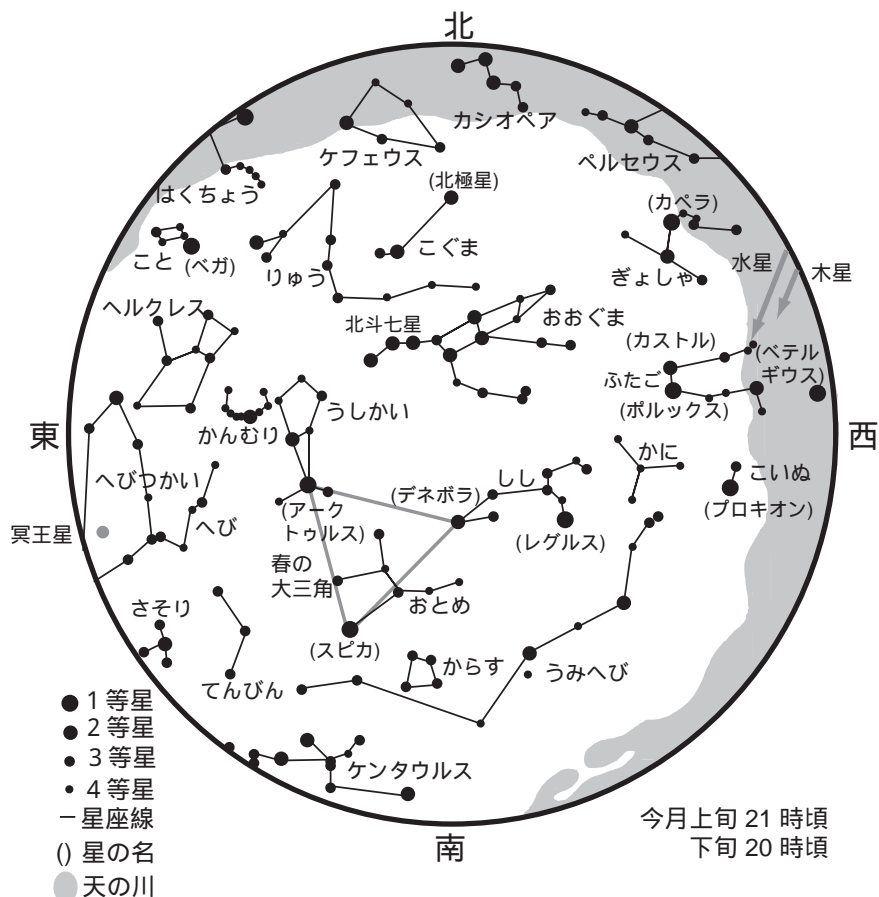 北
カシオペア
ケフェウス
ペルセウス
はくちょう
(北極星)
(カペラ)
こと (ベガ)
りゅう
こぐま
ぎょしゃ
水星
木星
ヘルクレス
北斗七星
おおぐま
(カストル)
(ベテル
ギウス)
ふたご
(ポルックス)
うしかい
かんむり
東
西
へびつかい
へび
(デネボラ)
しし
かに
こいぬ
(プロキオン)
(アーク
トゥルス)
(レグルス)
冥王星
春の
大三角
おとめ
さそり
(スピカ)
からす
うみへび
てんびん
ケンタウルス
1 等星
2 等星
3 等星
4 等星
星座線
() 星の名
天の川
南
今月上旬 21 時頃
下旬 20 時頃